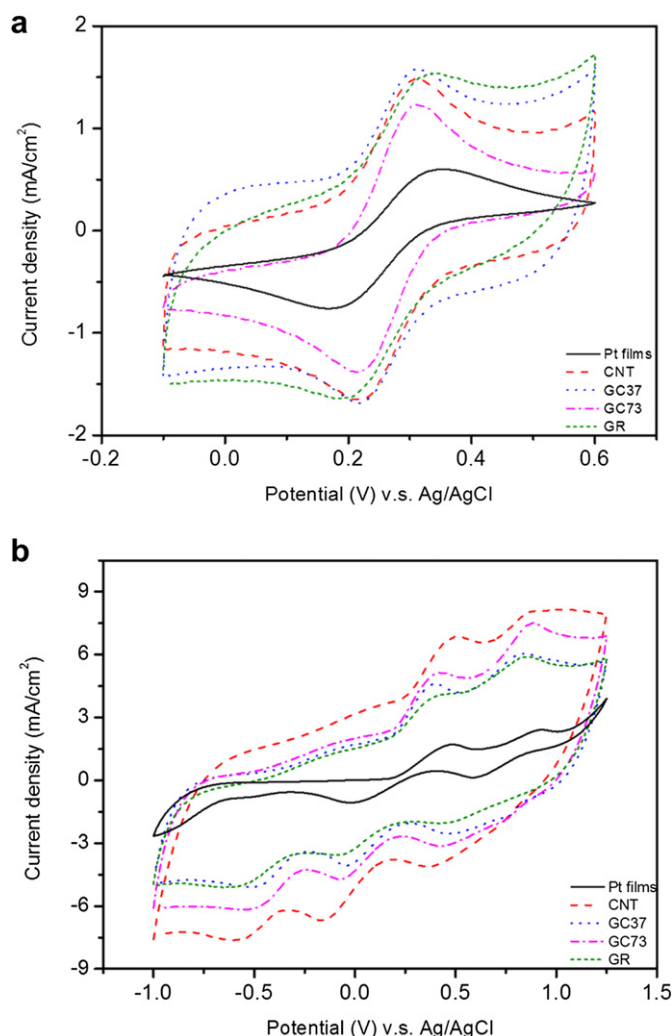 a
2
1
0
-1
-2
Current density (mA/cm²)
Pt films
CNT
GC37
GC73
GR
-0.2
0.0
0.2
0.4
0.6
Potential (V) v.s. Ag/AgCl
b
9
6
3
0
-3
-6
-9
Current density (mA/cm²)
Pt films
CNT
GC37
GC73
GR
-1.0
-0.5
0.0
0.5
1.0
1.5
Potential (V) v.s. Ag/AgCl